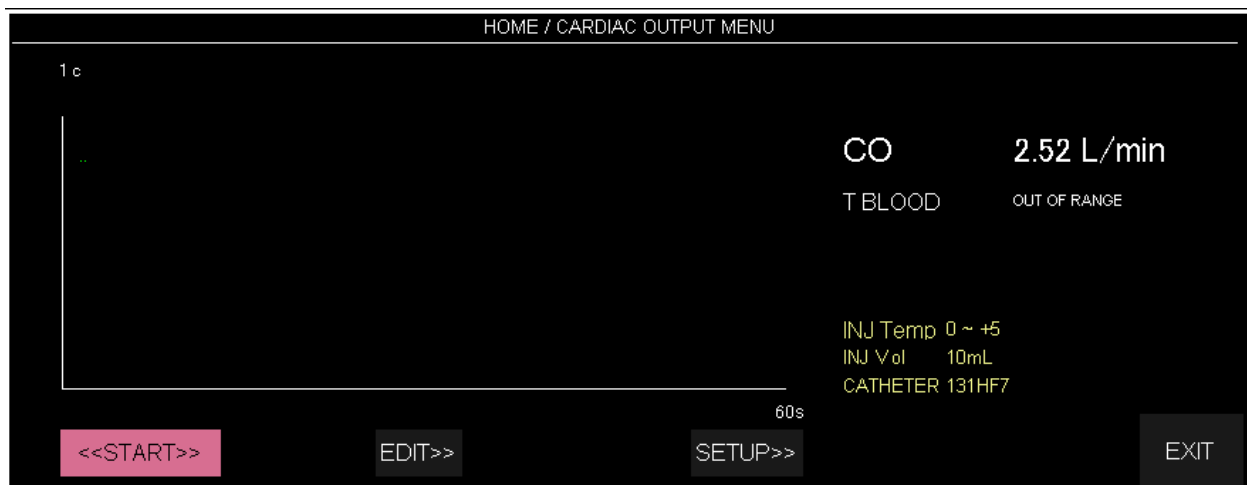 HOME / CARDIAC OUTPUT MENU
1 c
CO 2.52 L/min
T BLOOD OUT OF RANGE
INJ Temp 0 ~ +5
INJ Vol 10mL
CATHETER 131HF7
60s
<<START>> EDIT>> SETUP>> EXIT